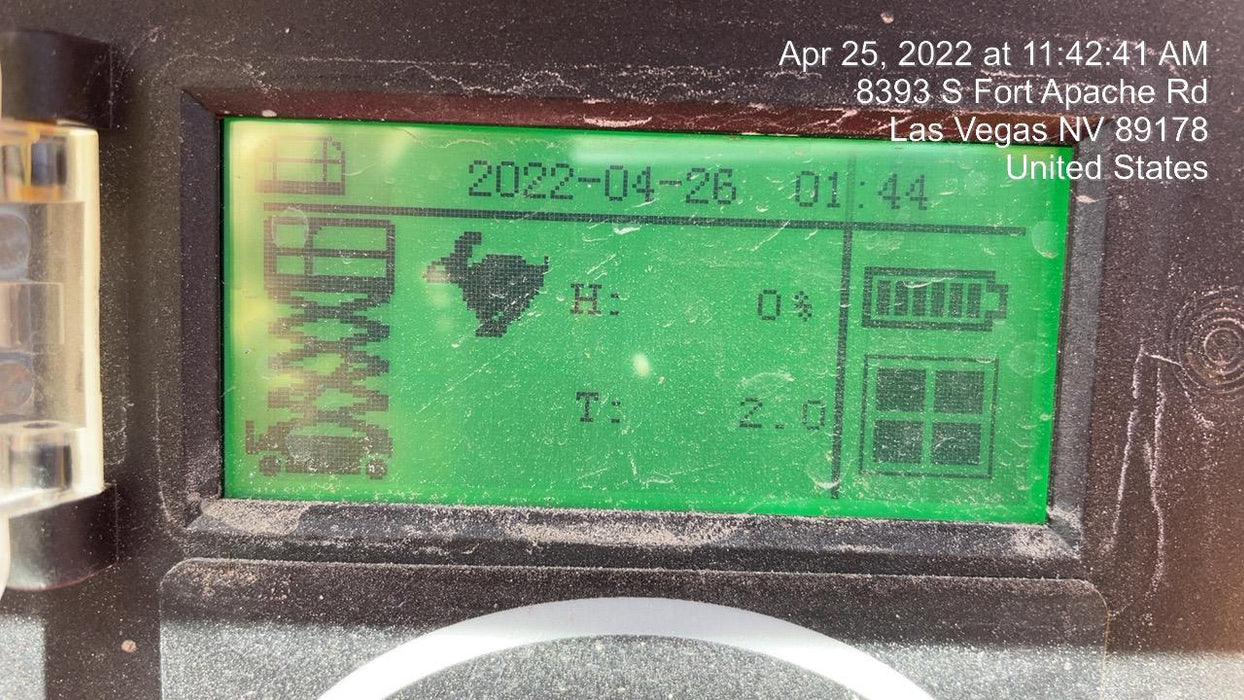 Apr 25, 2022 at 11:42:41 AM
8393 S Fort Apache Rd
Las Vegas NV 89178
United States
2022-04-26 01:44
H: 0%
T: 2.0